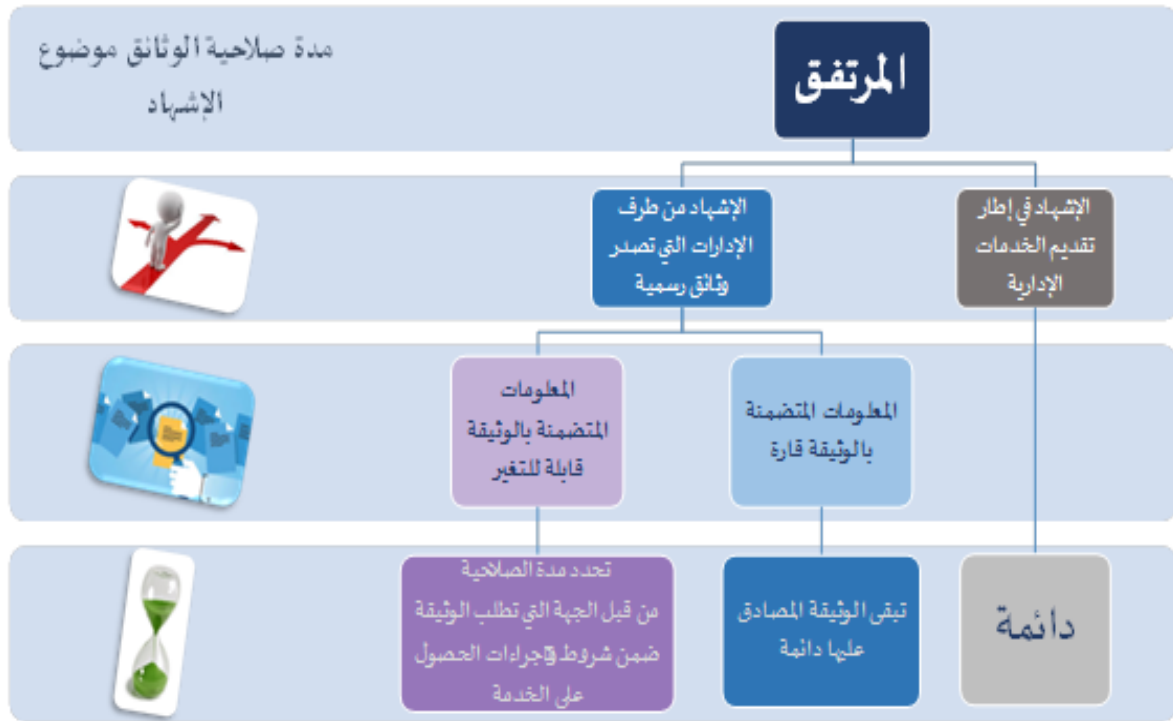 مدة صلاحية الوثائق موضوع
الإشهاد
المرتفق
الإشهاد في إطار
تقديم الخدمات
الإدارية
الإشهاد من طرف
الإدارات التي تصدر
وثائق رسمية
المعلومات المتضمنة
بالوثيقة قارة
المعلومات
المتضمنة بالوثيقة
قابلة للتغير
دائمة
تبقى الوثيقة المصادق
عليها دائمة
تحدد مدة الصلاحية
من قبل الجهة التي تطلب الوثيقة
ضمن شروط وإجراءات الحصول
على الخدمة